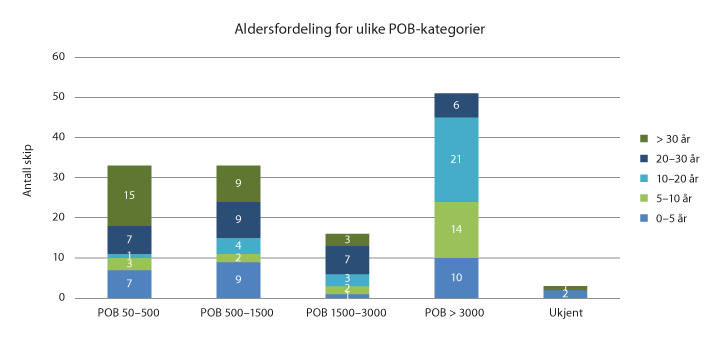 Aldersfordeling for ulike POB-kategorier
Antall skip
60
50
40
30
20
10
0
15
7
1
3
7
9
9
4
2
9
3
7
3
2
1
6
21
14
10
1
2
POB 50–500
POB 500–1500
POB 1500–3000
POB > 3000
Ukjent
> 30 år
20–30 år
10–20 år
5–10 år
0–5 år